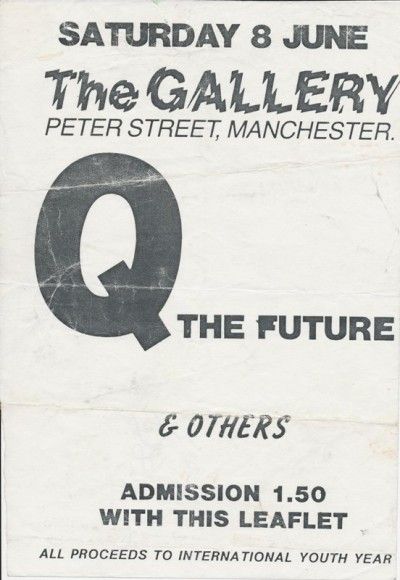 SATURDAY 8 JUNE
The GALLERY
PETER STREET, MANCHESTER.
Q THE FUTURE
& OTHERS
ADMISSION 1.50
WITH THIS LEAFLET
ALL PROCEEDS TO INTERNATIONAL YOUTH YEAR